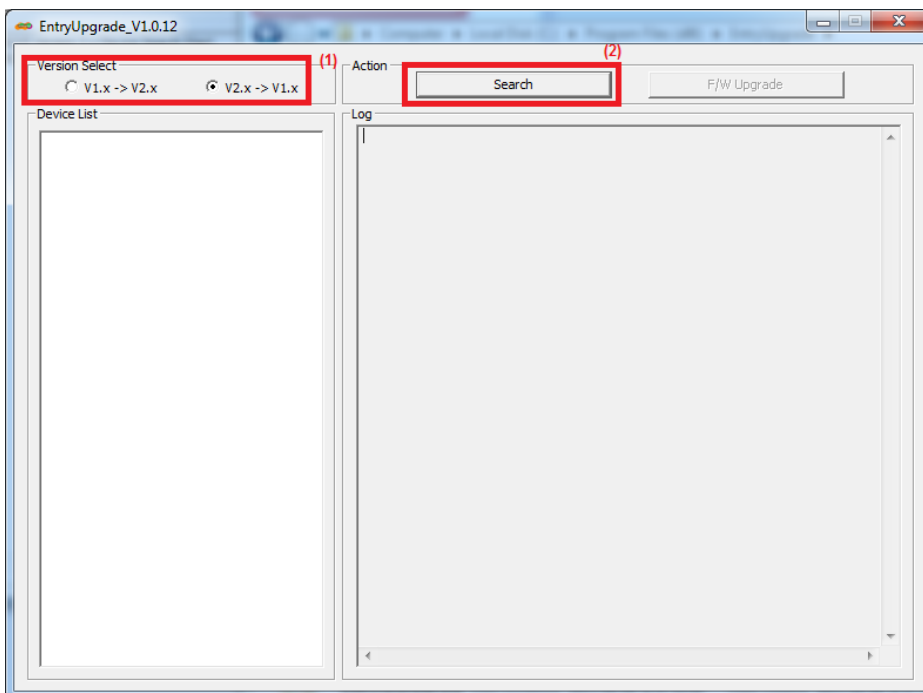 EntryUpgrade_V1.0.12
Version Select
(1)
V1.x -> V2.x
V2.x -> V1.x
Action
(2)
Search
F/W Upgrade
Device List
Log